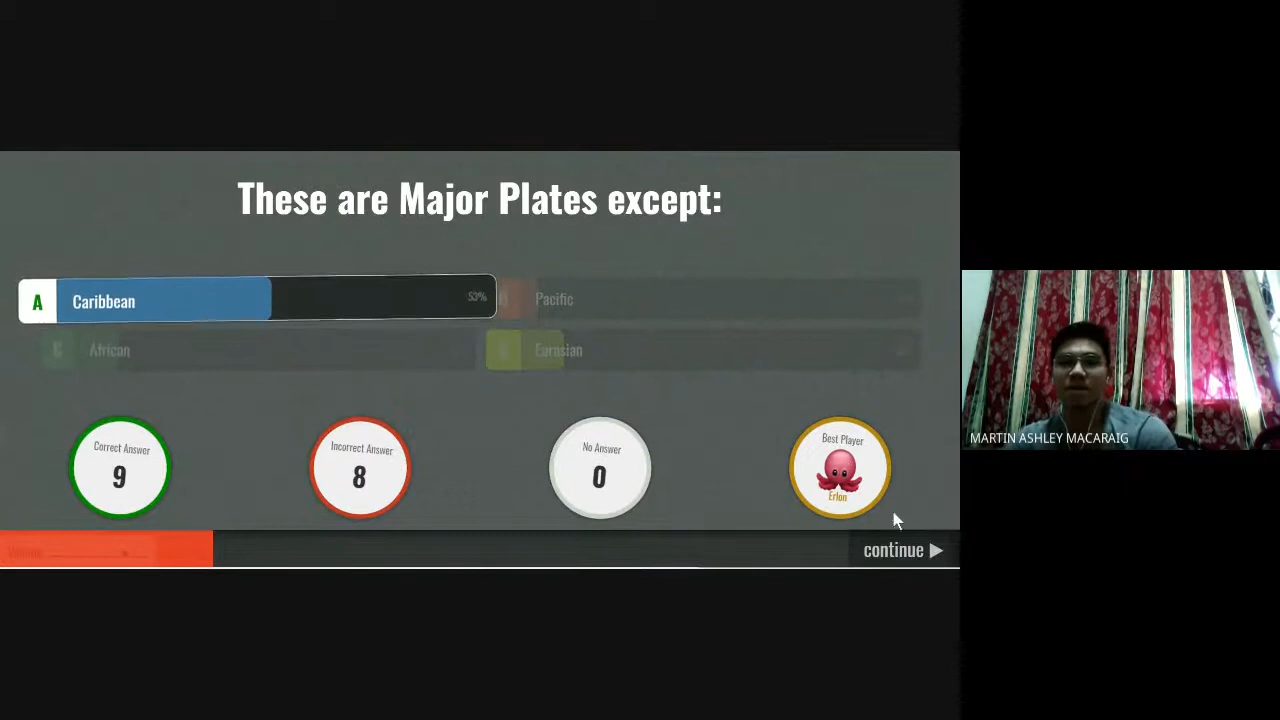 These are Major Plates except:
A Caribbean 53%
Pacific
C African
Eurasian
Correct Answer
9
Incorrect Answer
8
No Answer
0
Best Player
Erlon
continue
MARTIN ASHLEY MACARAIG